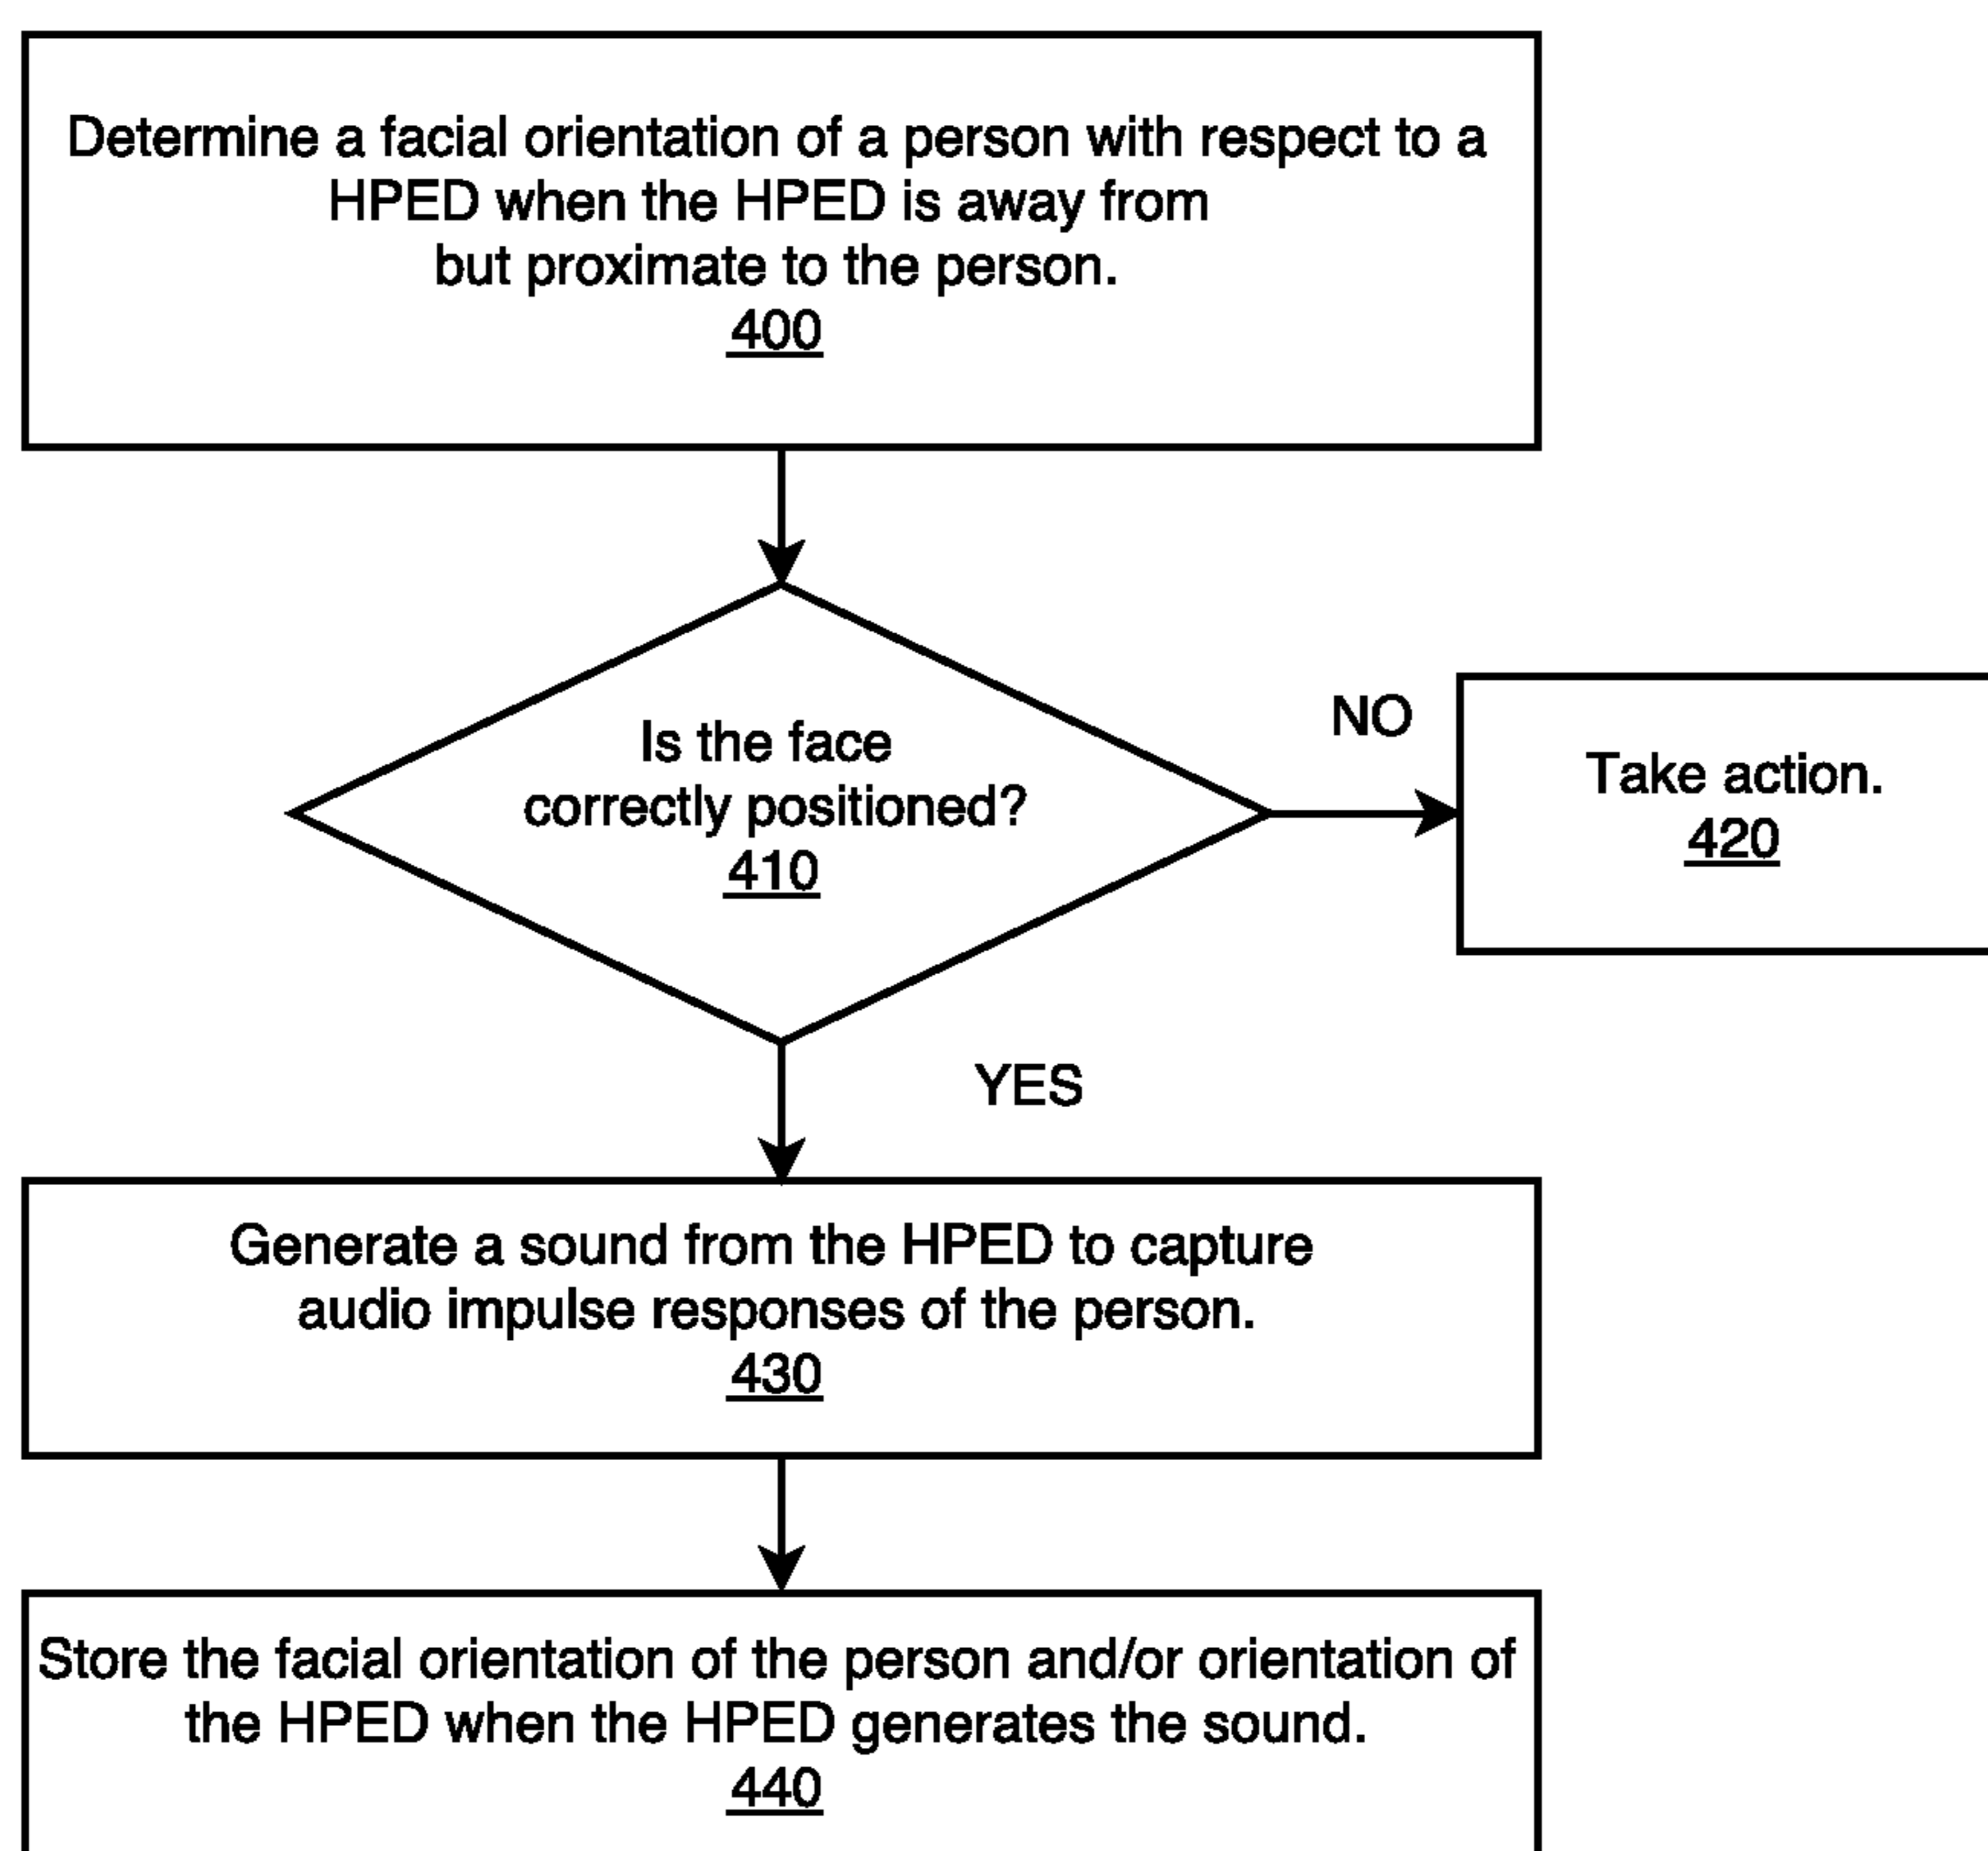 Determine a facial orientation of a person with respect to a
HPED when the HPED is away from
but proximate to the person.
400
Is the face
correctly positioned?
410
NO
Take action.
420
YES
Generate a sound from the HPED to capture
audio impulse responses of the person.
430
Store the facial orientation of the person and/or orientation of
the HPED when the HPED generates the sound.
440